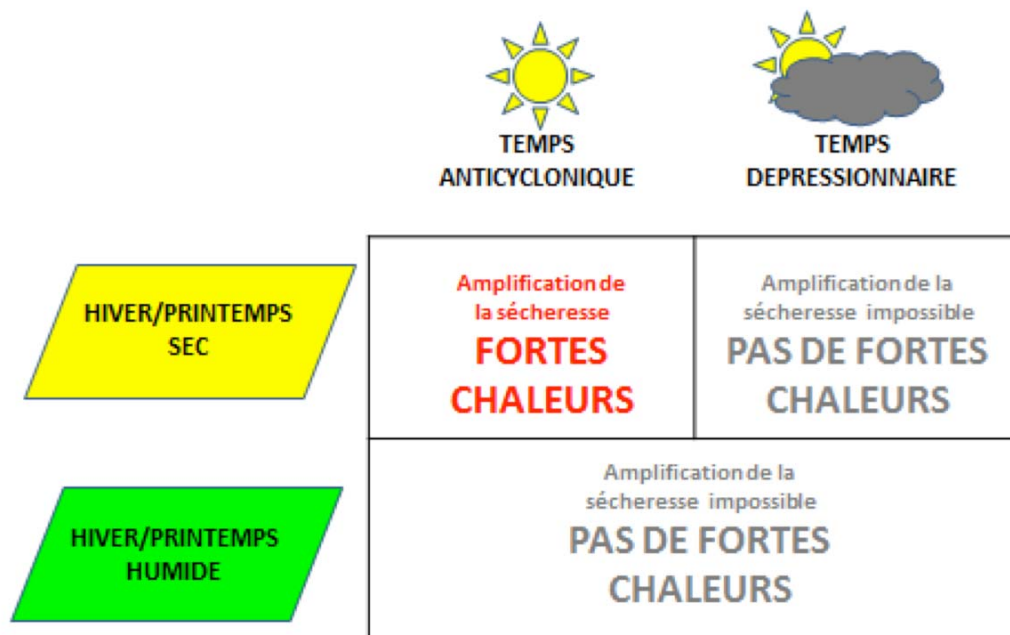 TEMPS
ANTICYCLONIQUE
TEMPS
DEPRESSIONNAIRE
HIVER/PRINTEMPS
SEC
Amplification de
la sécheresse
FORTES
CHALEURS
Amplification de la
sécheresse impossible
PAS DE FORTES
CHALEURS
HIVER/PRINTEMPS
HUMIDE
Amplification de la
sécheresse impossible
PAS DE FORTES
CHALEURS